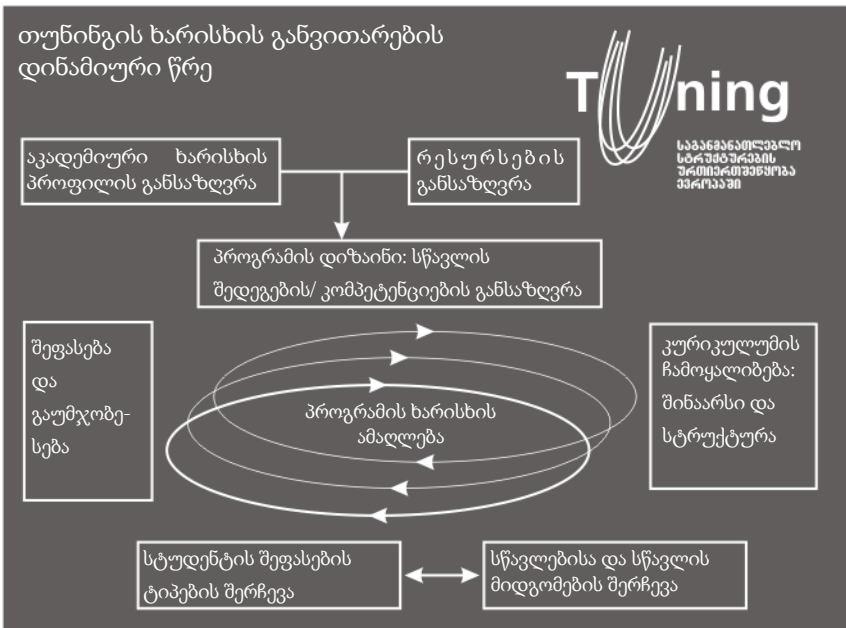 თუნინგის ხარისხის განვითარების
დინამიური წრე
Tuning
საგანმანათლებლო
სტრუქტურების
ურთიერთშეწყობა
ევროპაში
აკადემიური ხარისხის
პროფილის განსაზღვრა
რესურსების
განსაზღვრა
პროგრამის დიზაინი: სწავლის
შედეგების/ კომპეტენციების განსაზღვრა
შეფასება
და
გაუმჯობე-
სება
პროგრამის ხარისხის
ამაღლება
კურიკულუმის
ჩამოყალიბება:
შინაარსი და
სტრუქტურა
სტუდენტის შეფასების
ტიპების შერჩევა
სწავლებისა და სწავლის
მიდგომების შერჩევა